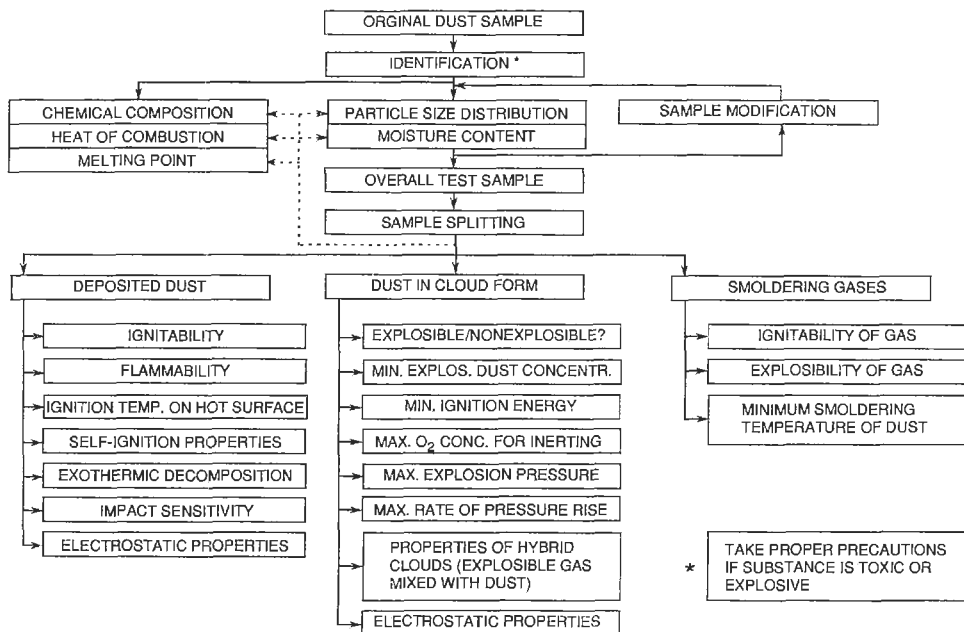 ORGINAL DUST SAMPLE
IDENTIFICATION *
CHEMICAL COMPOSITION
HEAT OF COMBUSTION
MELTING POINT
PARTICLE SIZE DISTRIBUTION
MOISTURE CONTENT
SAMPLE MODIFICATION
OVERALL TEST SAMPLE
SAMPLE SPLITTING
DEPOSITED DUST
IGNITABILITY
FLAMMABILITY
IGNITION TEMP. ON HOT SURFACE
SELF-IGNITION PROPERTIES
EXOTHERMIC DECOMPOSITION
IMPACT SENSITIVITY
ELECTROSTATIC PROPERTIES
DUST IN CLOUD FORM
EXPLOSIBLE/NONEXPLOSIBLE?
MIN. EXPLOS. DUST CONCENTR.
MIN. IGNITION ENERGY
MAX. O₂ CONC. FOR INERTING
MAX. EXPLOSION PRESSURE
MAX. RATE OF PRESSURE RISE
PROPERTIES OF HYBRID
CLOUDS (EXPLOSIBLE GAS
MIXED WITH DUST)
ELECTROSTATIC PROPERTIES
SMOLDERING GASES
IGNITABILITY OF GAS
EXPLOSIBILITY OF GAS
MINIMUM SMOLDERING
TEMPERATURE OF DUST
* TAKE PROPER PRECAUTIONS
IF SUBSTANCE IS TOXIC OR
EXPLOSIVE